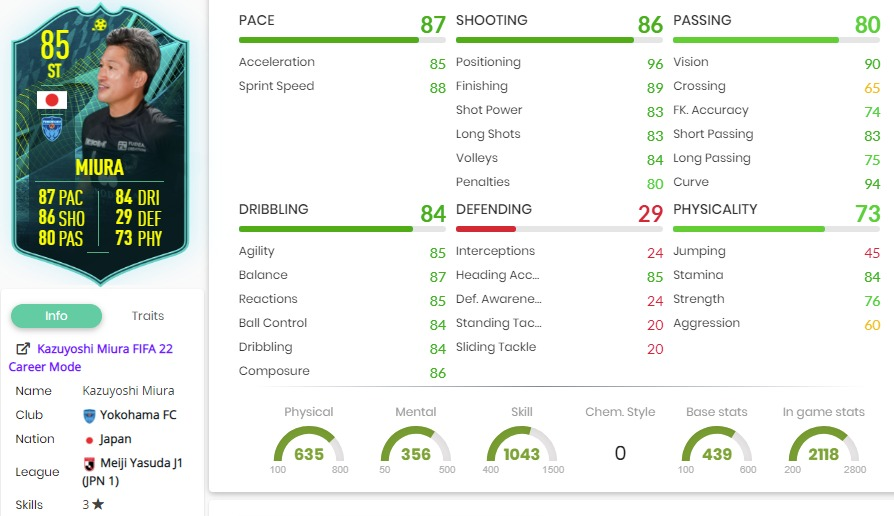 85
ST
MIURA
87 PAC 84 DRI
86 SHO 29 DEF
80 PAS 73 PHY
Info Traits
Kazuyoshi Miura FIFA 22
Career Mode
Name Kazuyoshi Miura
Club Yokohama FC
Nation Japan
League Meiji Yasuda J1
(JPN 1)
Skills 3★
PACE 87
Acceleration 85
Sprint Speed 88
SHOOTING 86
Positioning 96
Finishing 89
Shot Power 83
Long Shots 83
Volleys 84
Penalties 80
PASSING 80
Vision 90
Crossing 65
FK. Accuracy 74
Short Passing 83
Long Passing 75
Curve 94
DRIBBLING 84
Agility 85
Balance 87
Reactions 85
Ball Control 84
Dribbling 84
Composure 86
DEFENDING 29
Interceptions 24
Heading Acc... 85
Def. Awarene... 24
Standing Tac... 20
Sliding Tackle 20
PHYSICALITY 73
Jumping 45
Stamina 84
Strength 76
Aggression 60
Physical Mental Skill Chem. Style Base stats In game stats
635 356 1043 0 439 2118
100 800 50 500 400 1500 100 600 200 2800